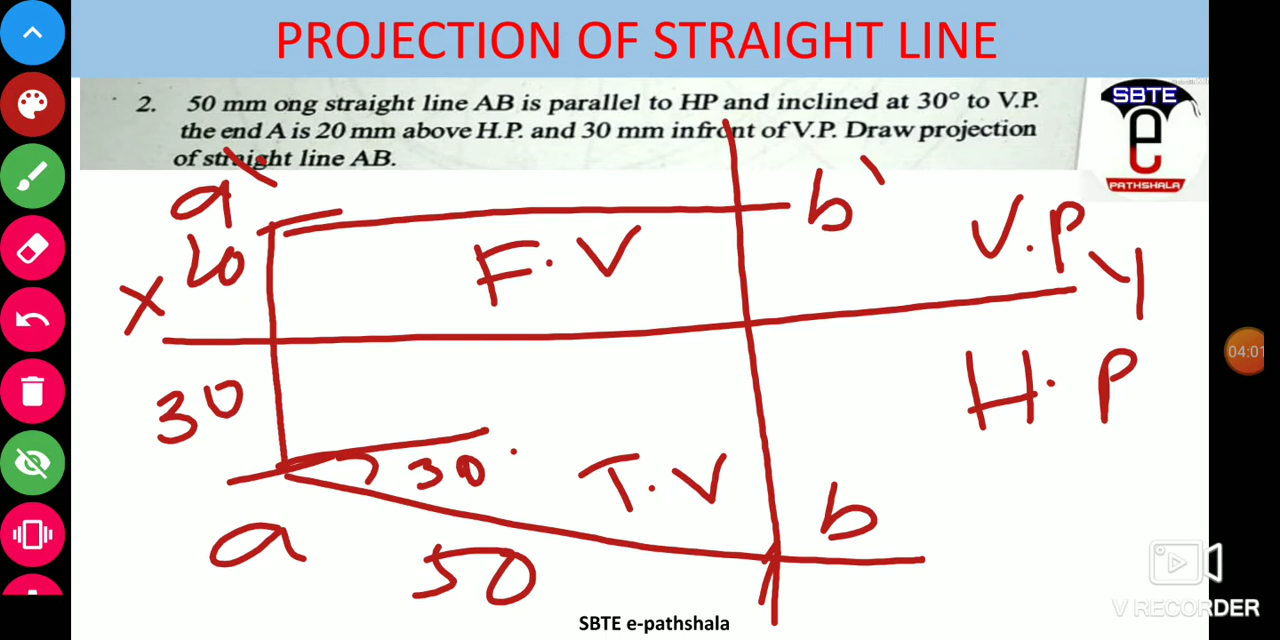 PROJECTION OF STRAIGHT LINE
2. 50 mm ong straight line AB is parallel to HP and inclined at 30° to V.P.
the end A is 20 mm above H.P. and 30 mm infront of V.P. Draw projection
of straight line AB.
SBTE
e
PATHSHALA
a'
b'
V.P
20
F.V
X
Y
04:01
30
H.P
30°
T.V
a
b
50
V RECORDER
SBTE e-pathshala